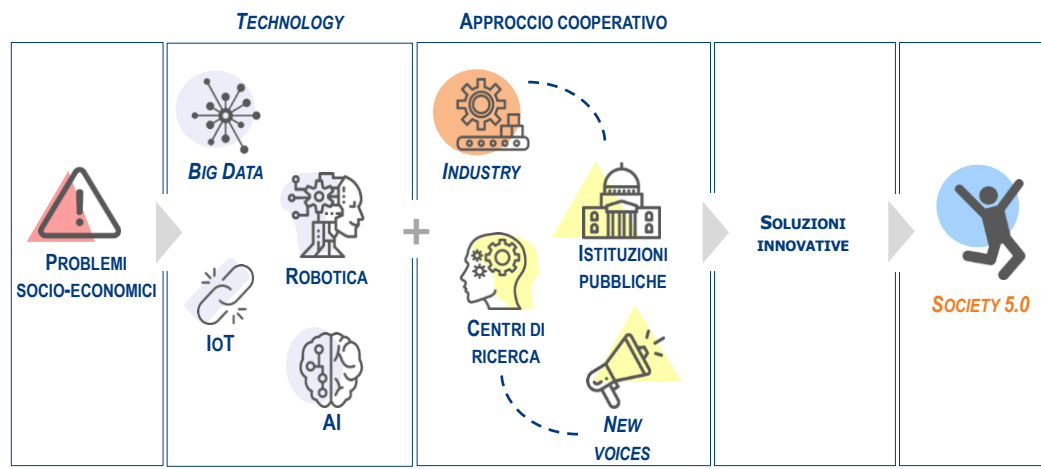 TECHNOLOGY
APPROCCIO COOPERATIVO
PROBLEMI
SOCIO-ECONOMICI
BIG DATA
ROBOTICA
IOT
AI
+
INDUSTRY
ISTITUZIONI
PUBBLICHE
CENTRI DI
RICERCA
NEW
VOICES
SOLUZIONI
INNOVATIVE
SOCIETY 5.0